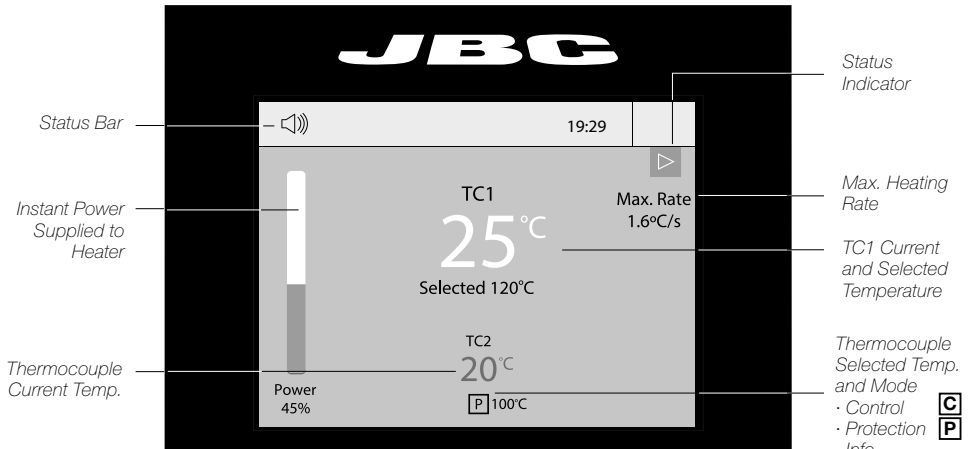 JBC
Status
Indicator
Status Bar
19:29
Instant Power
Supplied to
Heater
TC1
25°C
Selected 120°C
Max. Rate
1.6ºC/s
Max. Heating
Rate
TC1 Current
and Selected
Temperature
Thermocouple
Current Temp.
TC2
20°C
P 100°C
Power
45%
Thermocouple
Selected Temp.
and Mode
· Control C
· Protection P